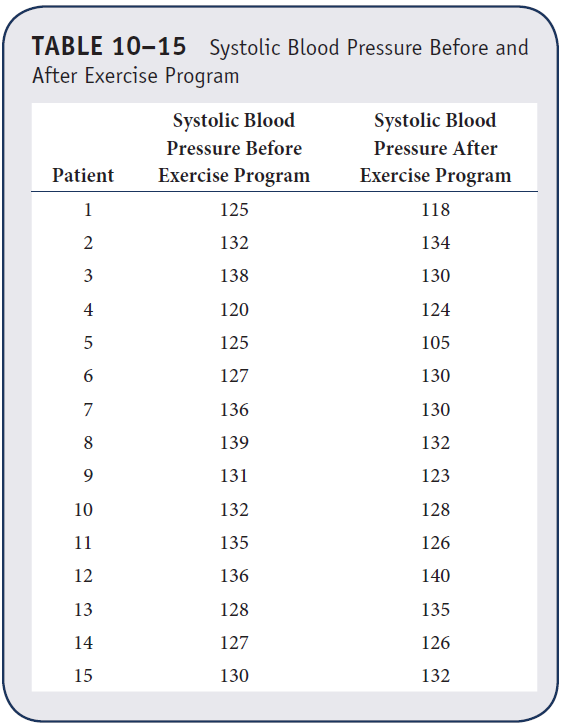 TABLE 10–15 Systolic Blood Pressure Before and
After Exercise Program
Systolic Blood Systolic Blood
Pressure Before Pressure After
Patient Exercise Program Exercise Program
1 125 118
2 132 134
3 138 130
4 120 124
5 125 105
6 127 130
7 136 130
8 139 132
9 131 123
10 132 128
11 135 126
12 136 140
13 128 135
14 127 126
15 130 132